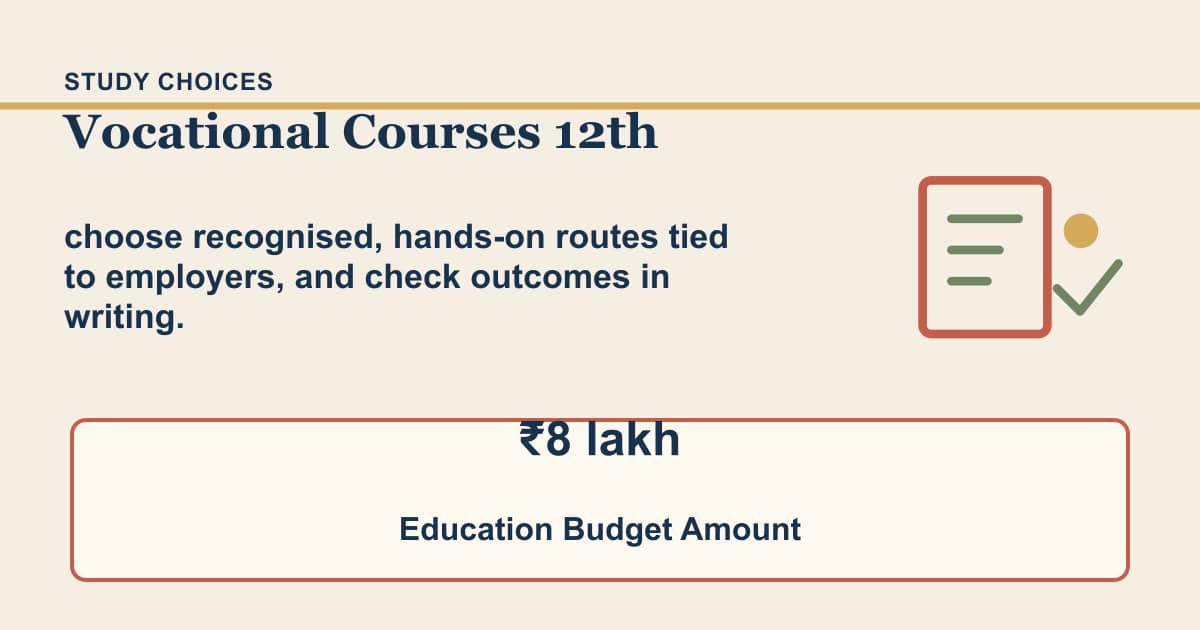 STUDY CHOICES
Vocational Courses 12th
choose recognised, hands-on routes tied
to employers, and check outcomes in
writing.
₹8 lakh
Education Budget Amount